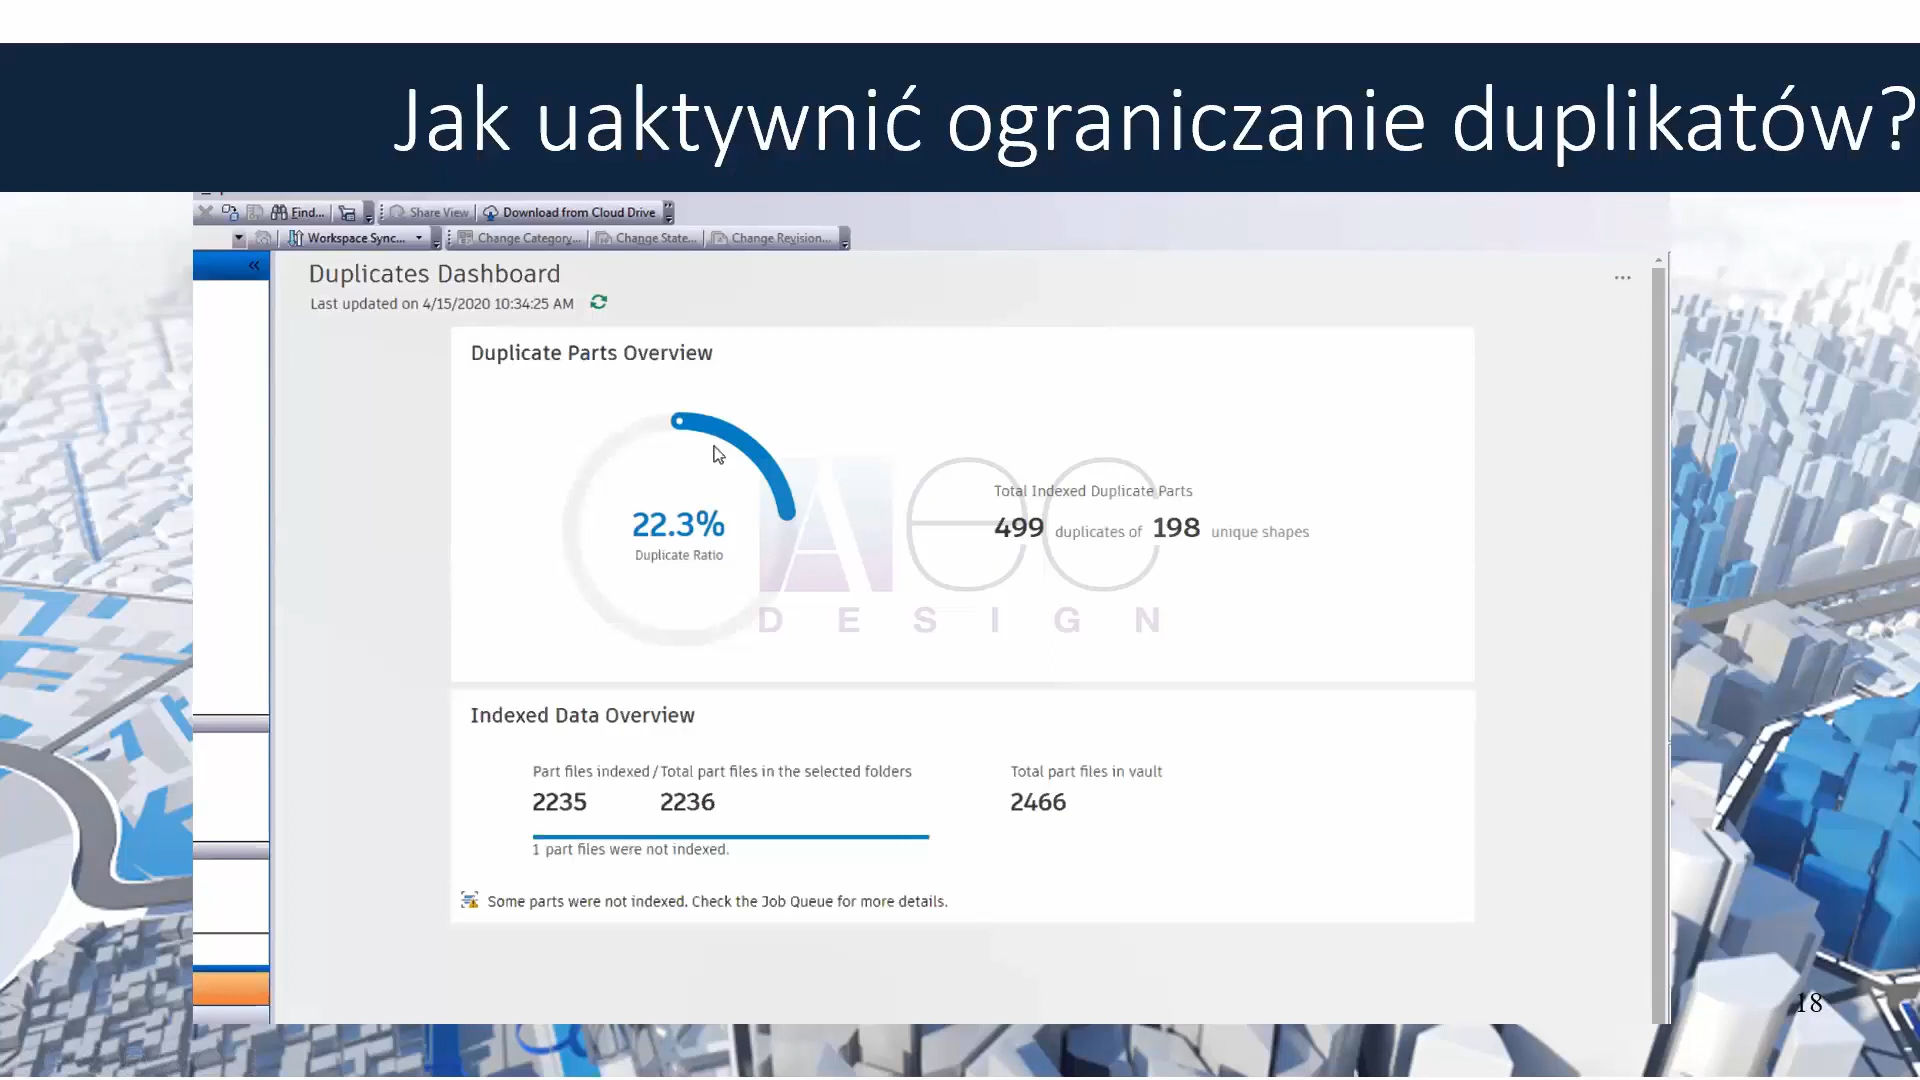 Jak uaktywnić ograniczanie duplikatów?
Find... Share View Download from Cloud Drive
Workspace Sync... Change Category... Change State... Change Revision...
Duplicates Dashboard
Last updated on 4/15/2020 10:34:25 AM
Duplicate Parts Overview
22.3%
Duplicate Ratio
Total Indexed Duplicate Parts
499 duplicates of 198 unique shapes
Aec
DESIGN
Indexed Data Overview
Part files indexed / Total part files in the selected folders
2235 2236
Total part files in vault
2466
1 part files were not indexed.
Some parts were not indexed. Check the Job Queue for more details.
18